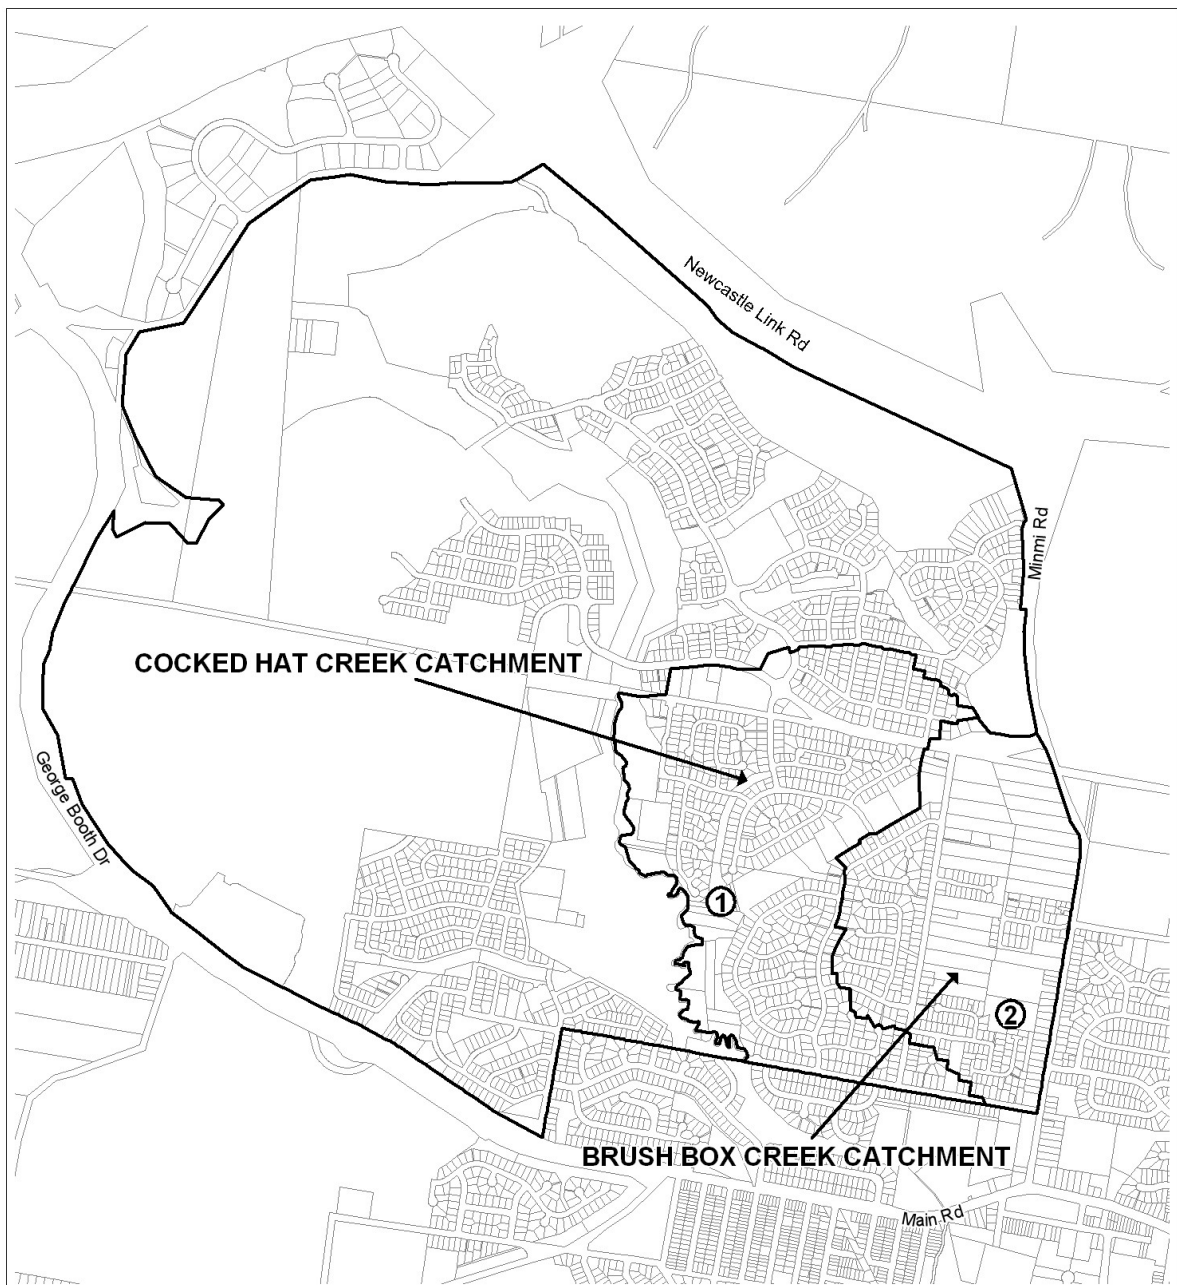 Newcastle Link Rd
Minmi Rd
COCKED HAT CREEK CATCHMENT
George Booth Dr
1
2
BRUSH BOX CREEK CATCHMENT
Main Rd